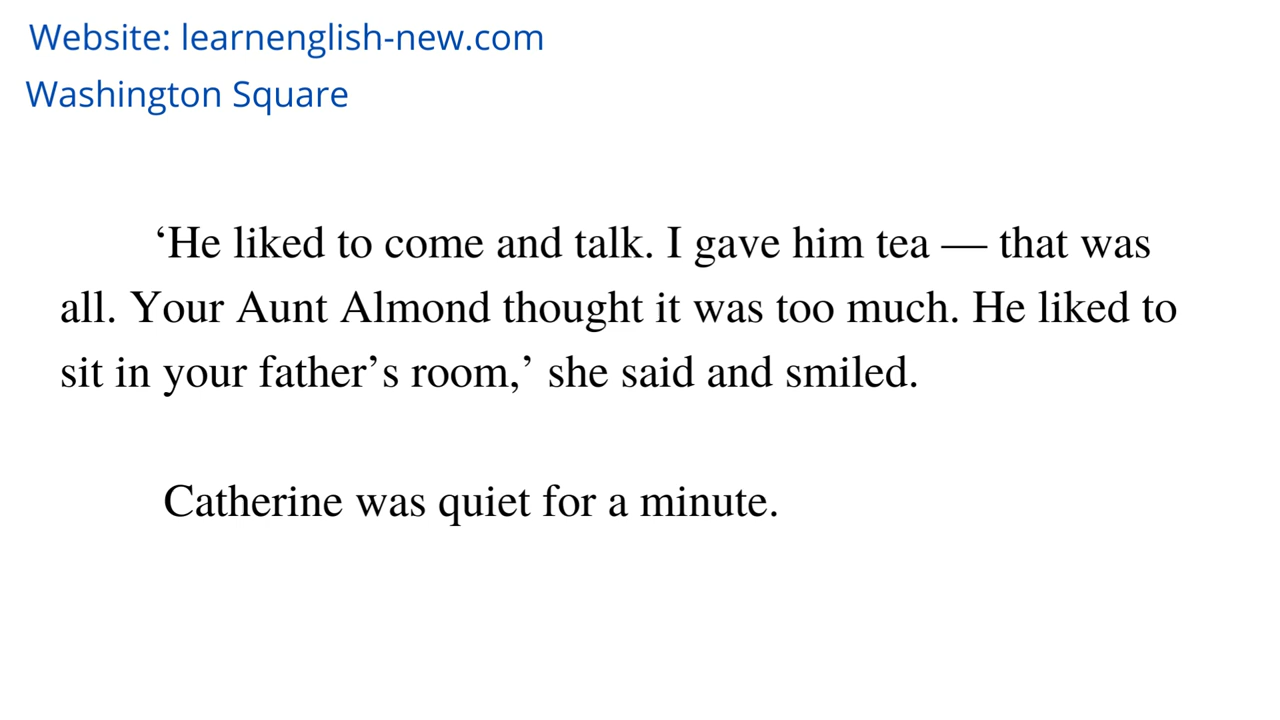 Website: learnenglish-new.com
Washington Square
‘He liked to come and talk. I gave him tea — that was
all. Your Aunt Almond thought it was too much. He liked to
sit in your father’s room,’ she said and smiled.
Catherine was quiet for a minute.